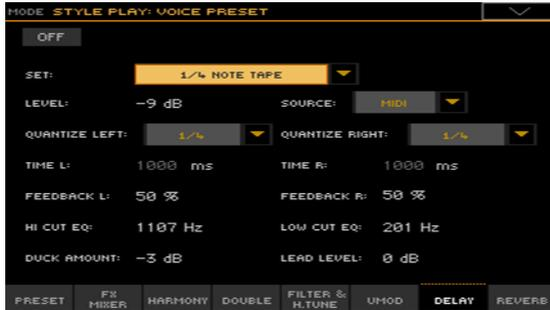 MODE STYLE PLAY: VOICE PRESET
OFF
SET: 1/4 NOTE TAPE
LEVEL: -9 dB SOURCE: MIDI
QUANTIZE LEFT: 1/4 QUANTIZE RIGHT: 1/4
TIME L: 1000 ms TIME R: 1000 ms
FEEDBACK L: 50 % FEEDBACK R: 50 %
HI CUT EQ: 1107 Hz LOW CUT EQ: 201 Hz
DUCK AMOUNT: -3 dB LEAD LEVEL: 0 dB
PRESET FX MIXER HARMONY DOUBLE FILTER & H.TUNE UMOD DELAY REVERB